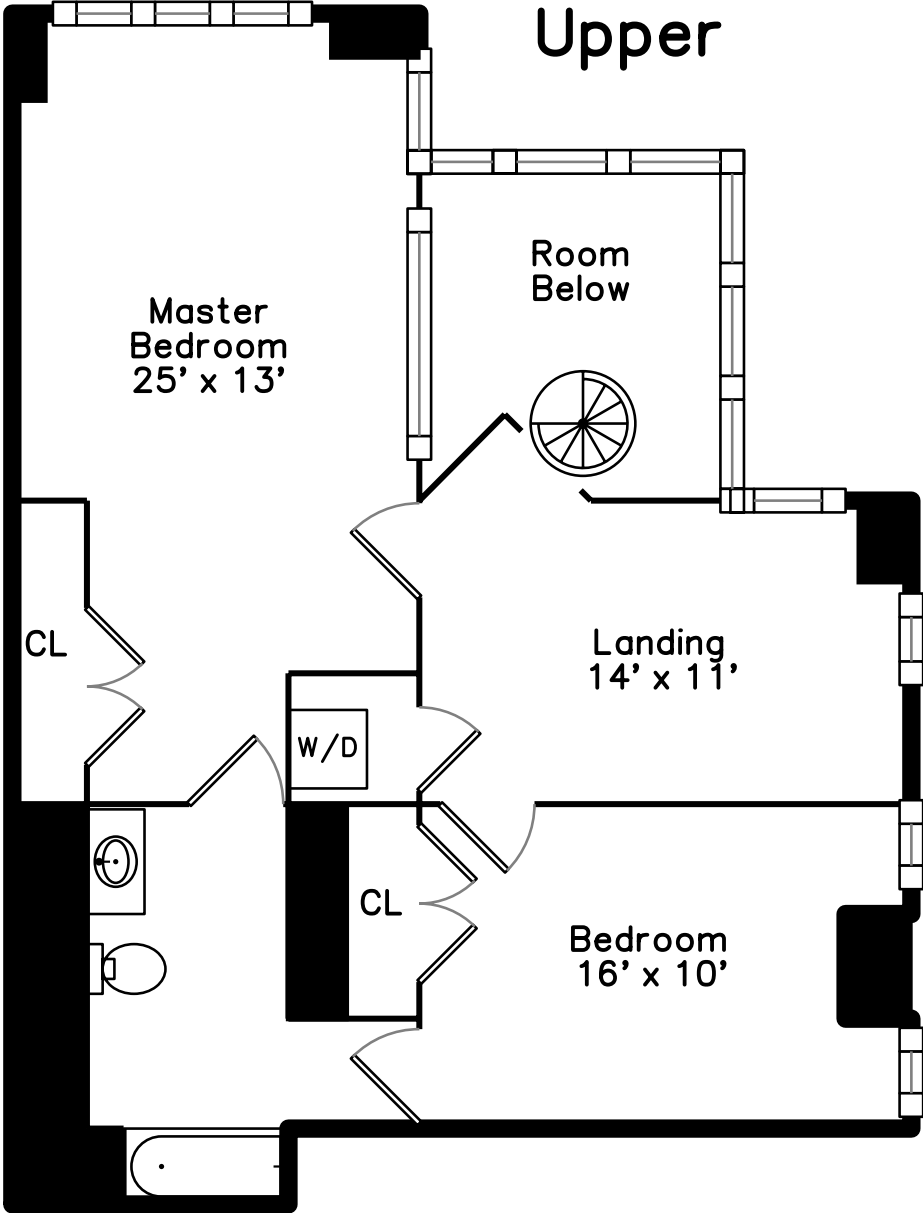 Upper
Room
Below
Master
Bedroom
25' x 13'
CL
Landing
14' x 11'
W/D
CL
Bedroom
16' x 10'